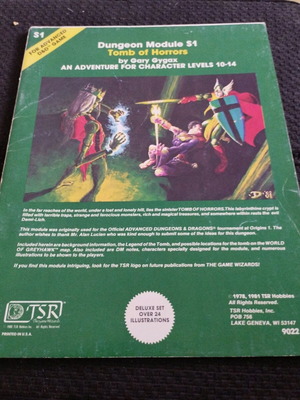 S1
FOR ADVANCED
D&D® GAME
Dungeon Module S1
Tomb of Horrors
by Gary Gygax
AN ADVENTURE FOR CHARACTER LEVELS 10-14
D-'81
In the far reaches of the world, under a lost and lonely hill, lies the sinister TOMB OF HORRORS. This labyrinthine crypt is
filled with terrible traps, strange and ferocious monsters, rich and magical treasures, and somewhere within rests the evil
Demi-Lich.
This module was originally used for the Official ADVANCED DUNGEONS & DRAGONS® tournament at Origins 1. The
author wishes to thank Mr. Alan Lucien who was kind enough to submit some of the ideas for this dungeon.
Included herein are background information, the Legend of the Tomb, and possible locations for the tomb on the WORLD
OF GREYHAWK™ map. Also included are DM notes, characters specially designed for the module, and numerous
illustrations to be shown to the players.
If you find this module intriguing, look for the TSR logo on future publications from THE GAME WIZARDS!
TSR
PRINTED IN U.S.A.
DELUXE SET
OVER 24
ILLUSTRATIONS
© 1978, 1981 TSR Hobbies
All Rights Reserved.
TSR Hobbies, Inc.
POB 756
LAKE GENEVA, WI 53147
9022